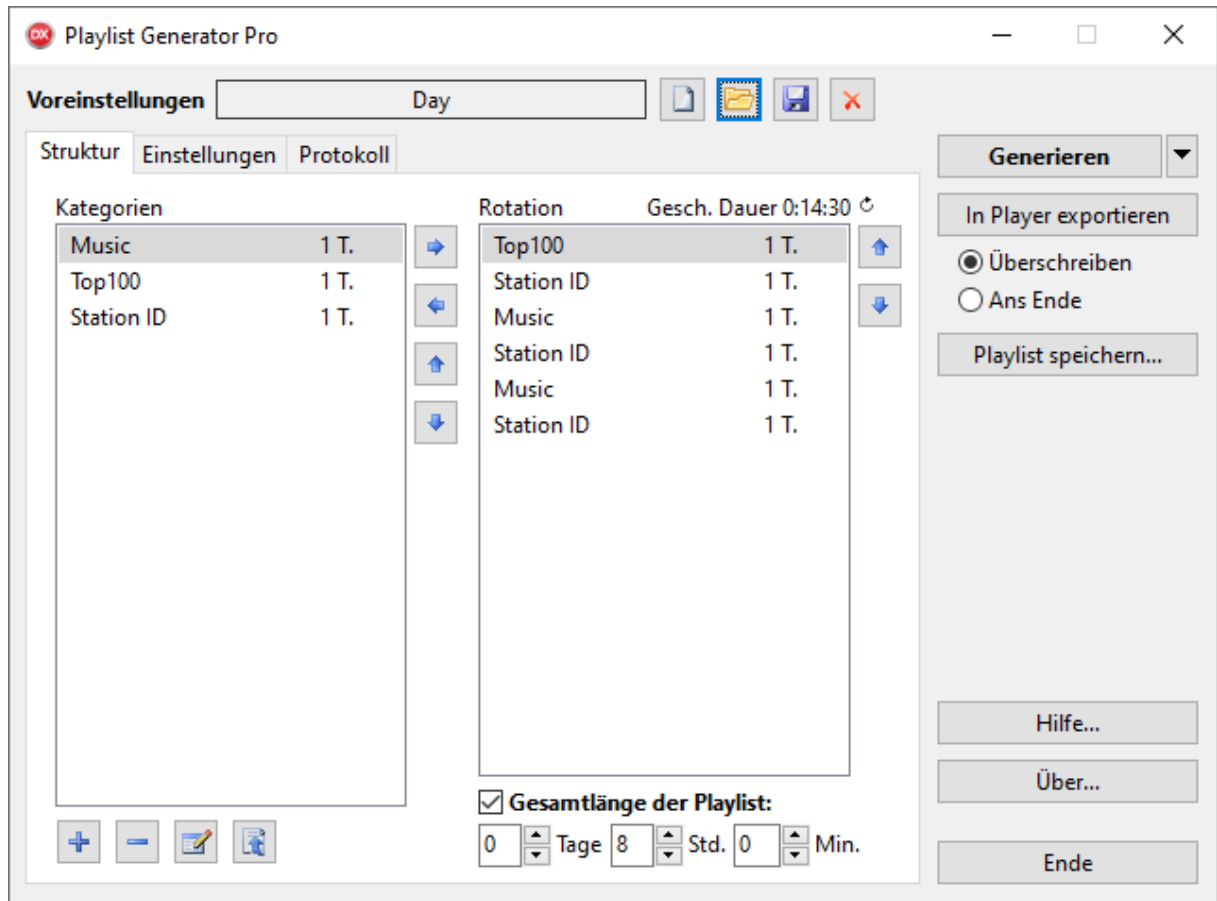 DX Playlist Generator Pro
Voreinstellungen Day
Struktur Einstellungen Protokoll
Kategorien
Music 1 T.
Top100 1 T.
Station ID 1 T.
Rotation Gesch. Dauer 0:14:30
Top100 1 T.
Station ID 1 T.
Music 1 T.
Station ID 1 T.
Music 1 T.
Station ID 1 T.
Gesamtlänge der Playlist:
0 Tage 8 Std. 0 Min.
Generieren
In Player exportieren
Überschreiben
Ans Ende
Playlist speichern...
Hilfe...
Über...
Ende